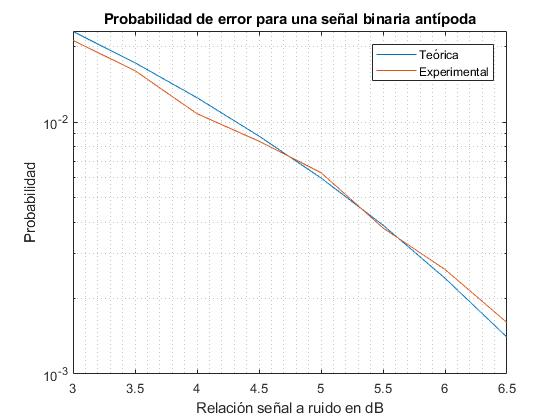 Probabilidad de error para una señal binaria antípoda
Teórica
Experimental
Probabilidad
10-2
10-3
3 3.5 4 4.5 5 5.5 6 6.5
Relación señal a ruido en dB